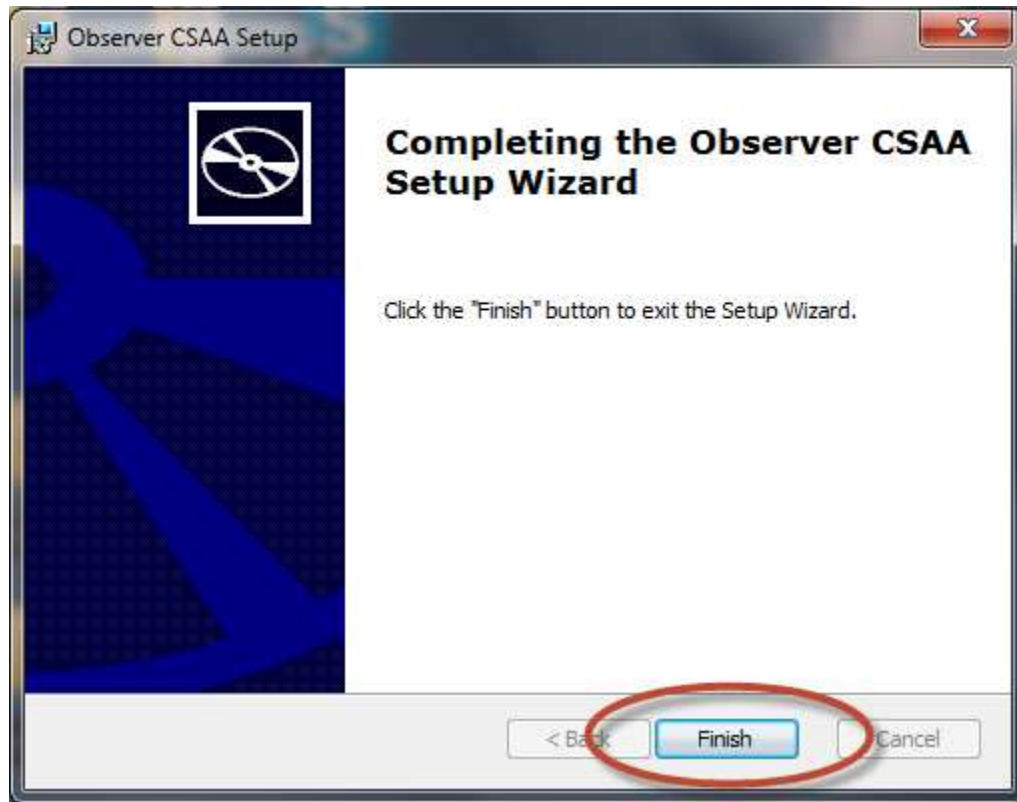 Observer CSAA Setup
Completing the Observer CSAA
Setup Wizard
Click the "Finish" button to exit the Setup Wizard.
< Back Finish Cancel